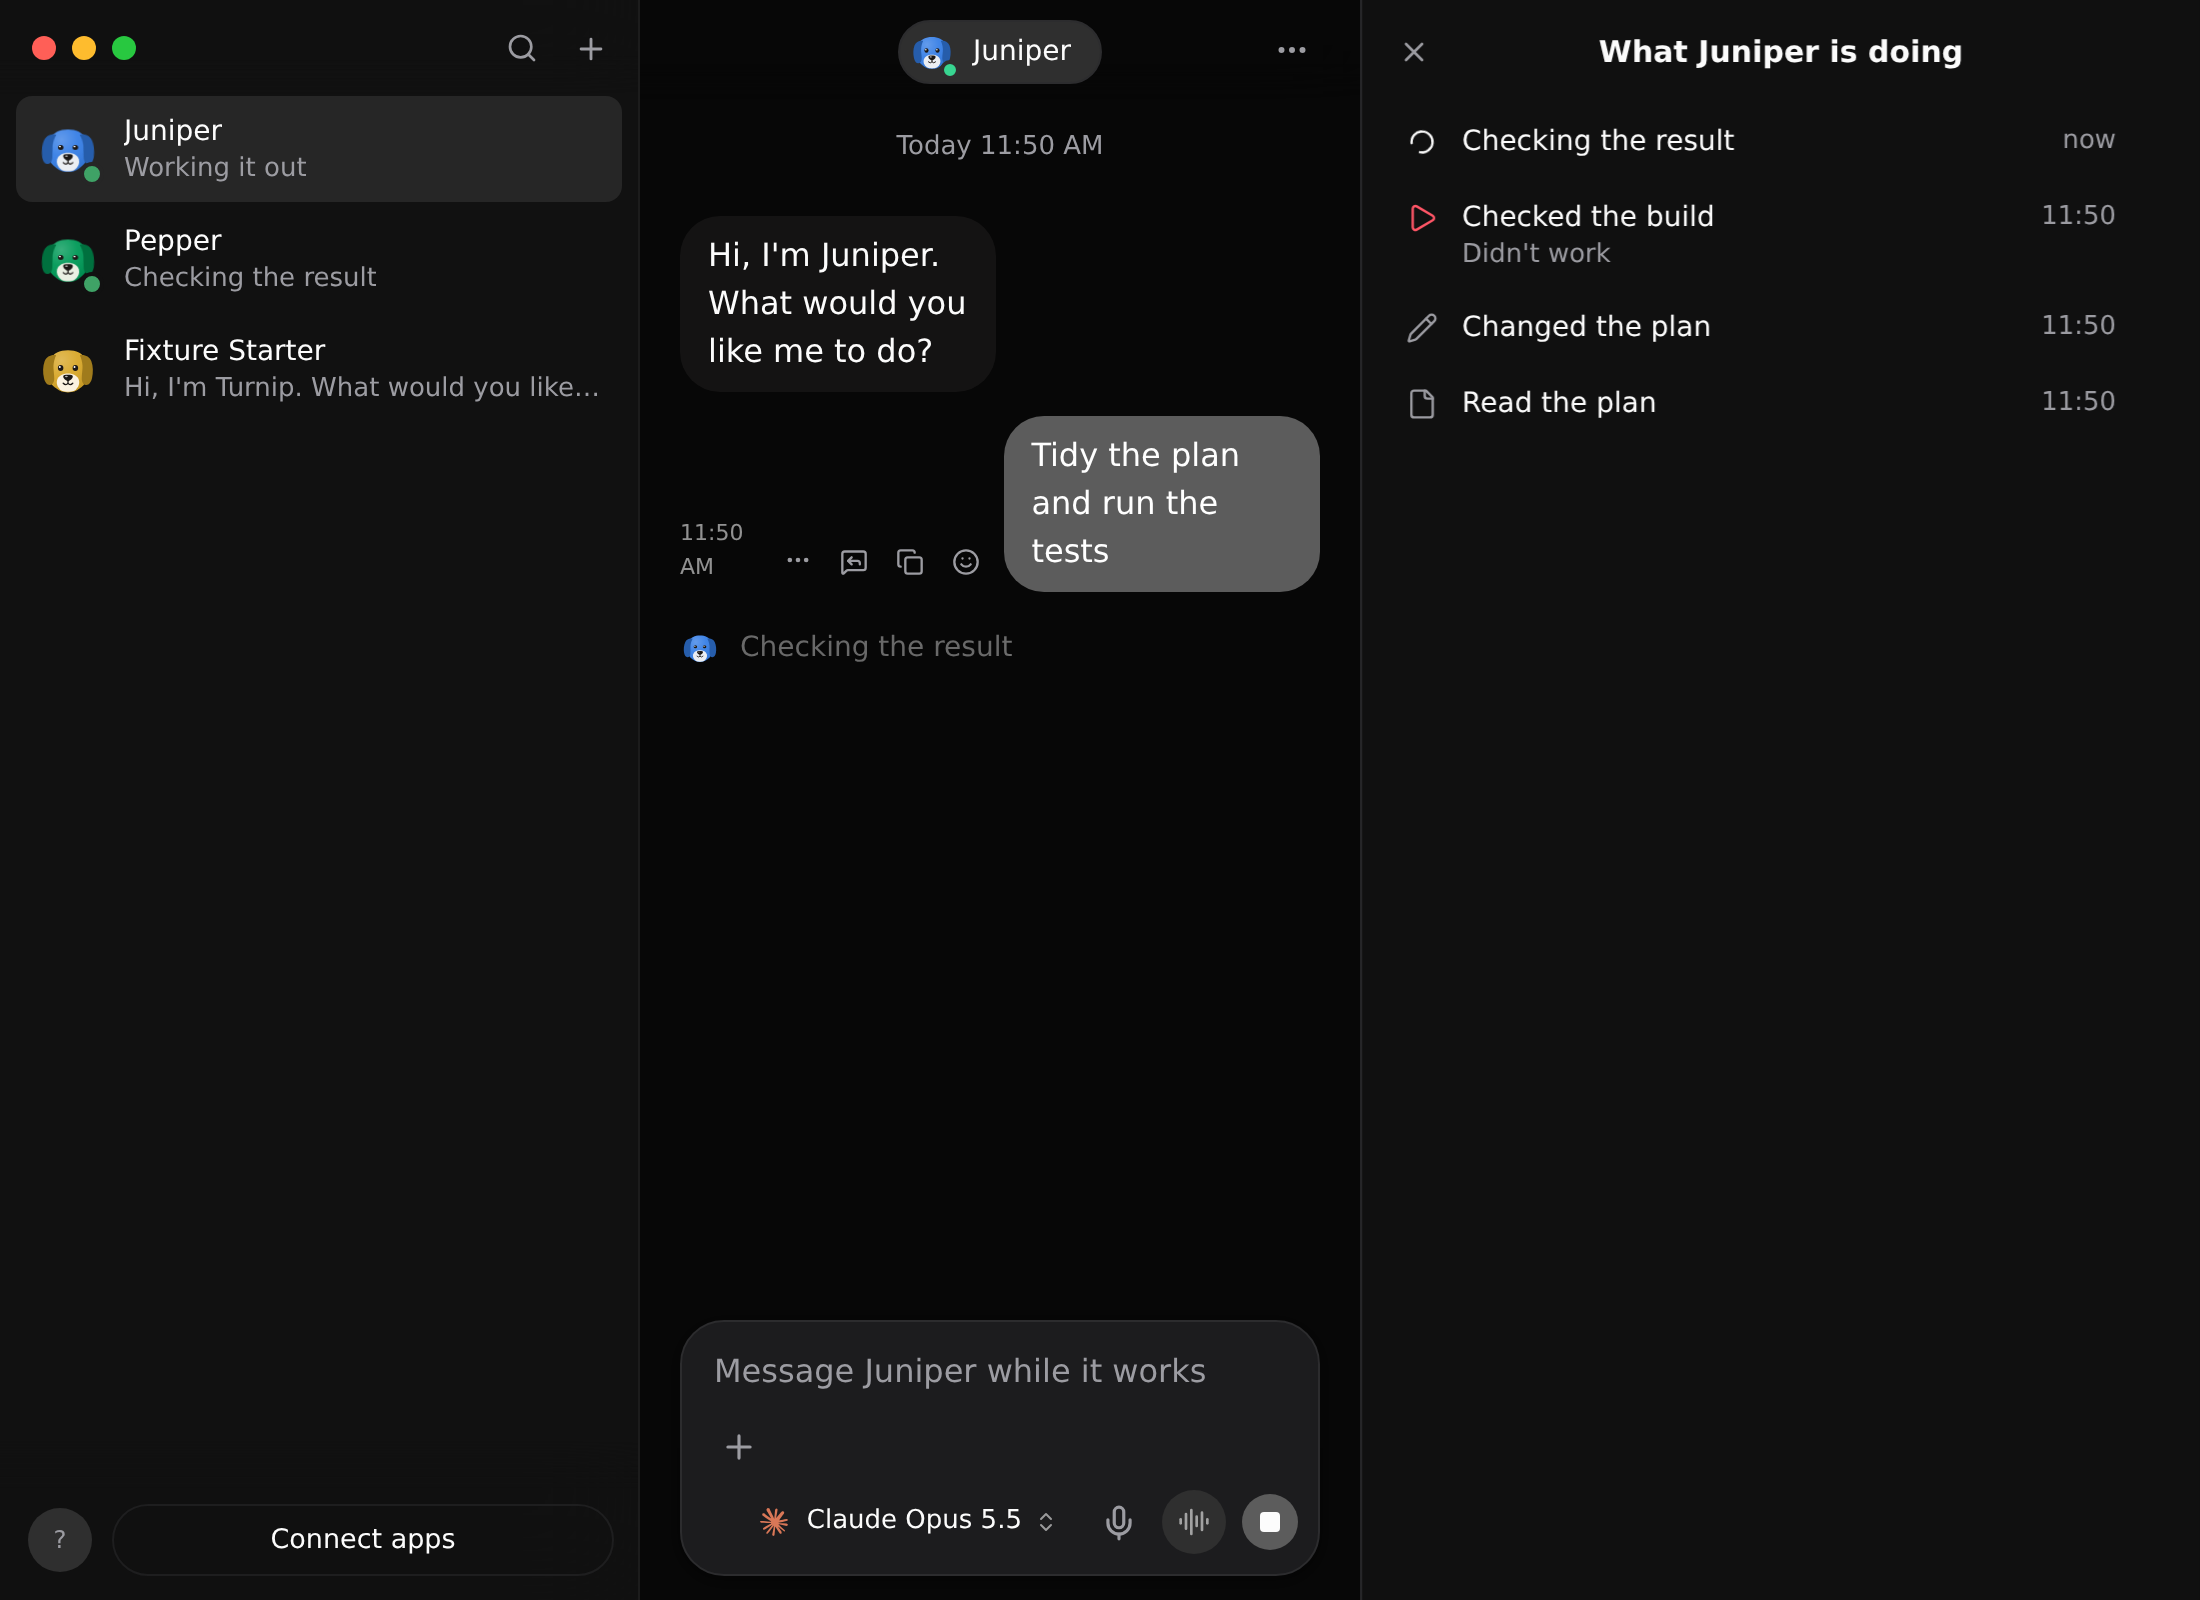 Juniper
Working it out
Pepper
Checking the result
Fixture Starter
Hi, I'm Turnip. What would you like...
?
Connect apps
Juniper
Today 11:50 AM
Hi, I'm Juniper.
What would you
like me to do?
Tidy the plan
and run the
tests
11:50
AM
Checking the result
Message Juniper while it works
Claude Opus 5.5
What Juniper is doing
Checking the result now
Checked the build 11:50
Didn't work
Changed the plan 11:50
Read the plan 11:50